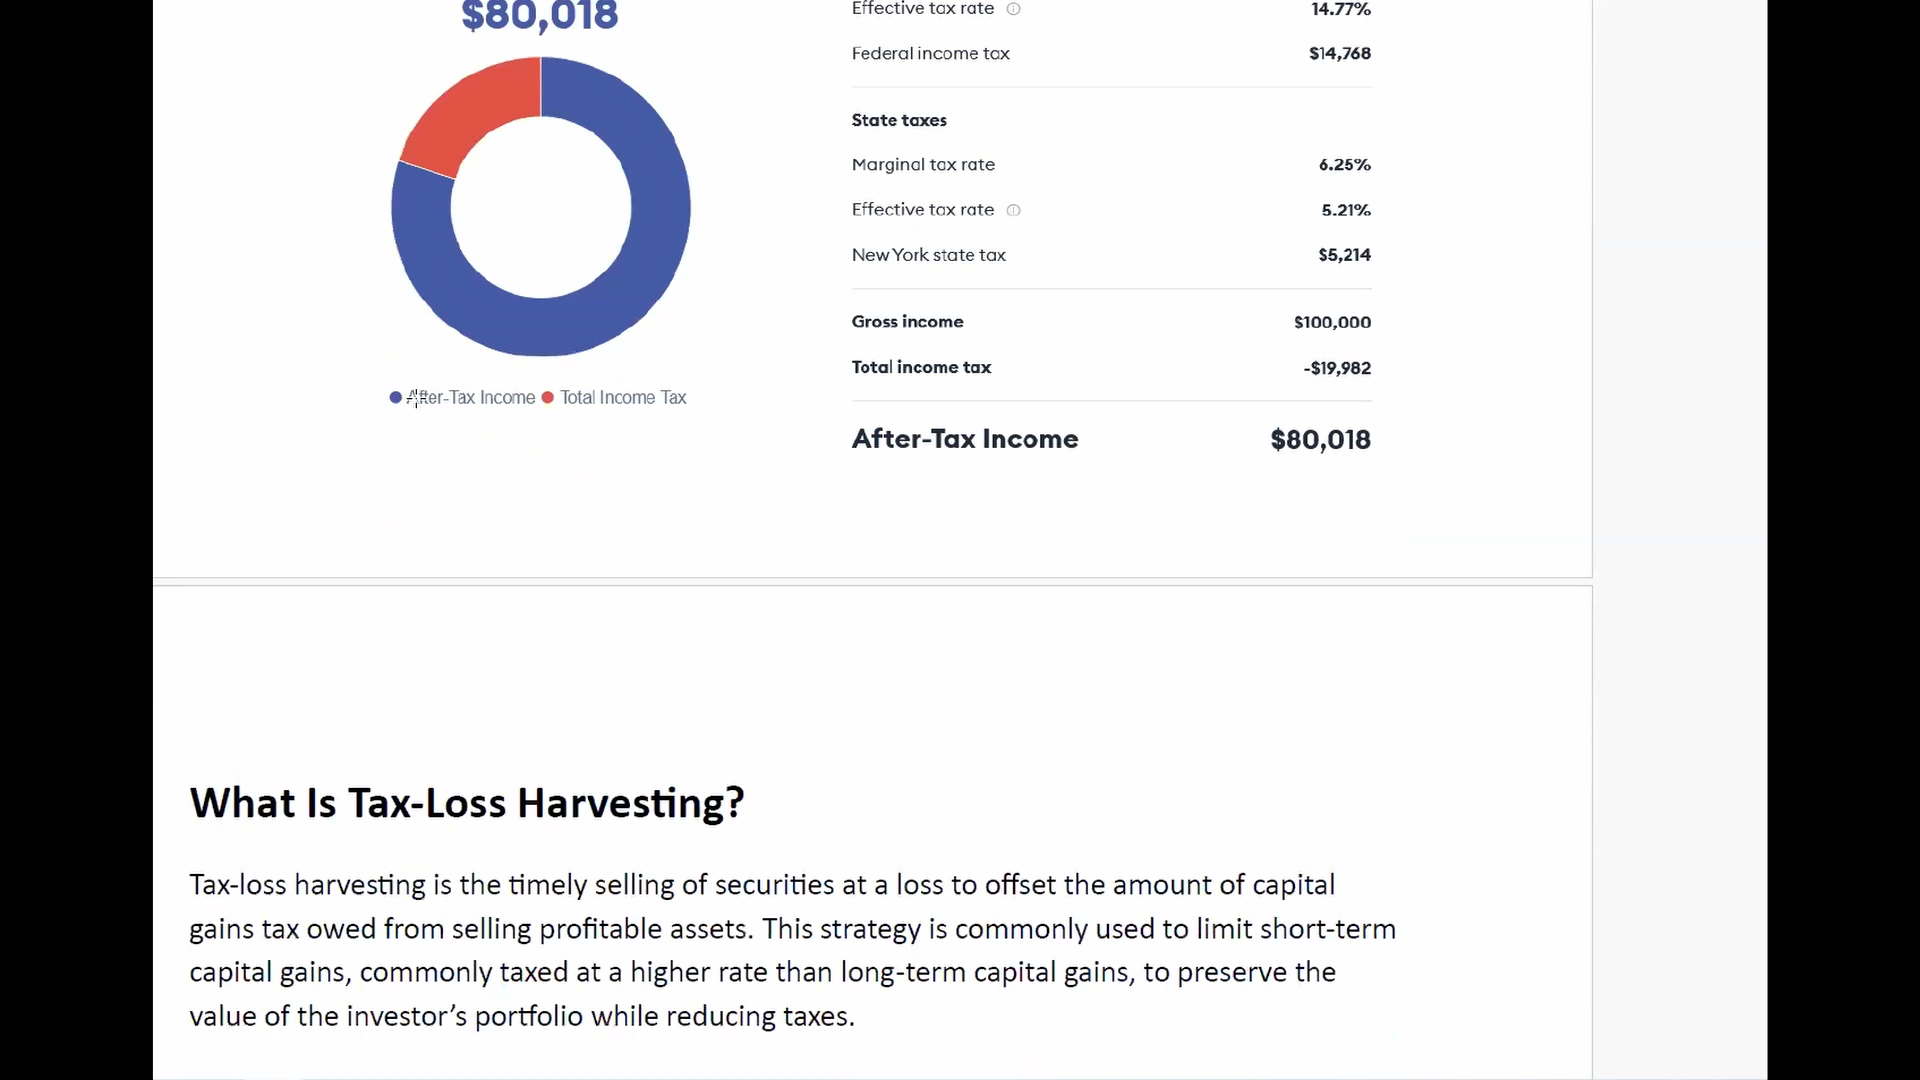 $80,018
After-Tax Income Total Income Tax
Effective tax rate 14.77%
Federal income tax $14,768
State taxes
Marginal tax rate 6.25%
Effective tax rate 5.21%
New York state tax $5,214
Gross income $100,000
Total income tax -$19,982
After-Tax Income $80,018
What Is Tax-Loss Harvesting?
Tax-loss harvesting is the timely selling of securities at a loss to offset the amount of capital
gains tax owed from selling profitable assets. This strategy is commonly used to limit short-term
capital gains, commonly taxed at a higher rate than long-term capital gains, to preserve the
value of the investor’s portfolio while reducing taxes.